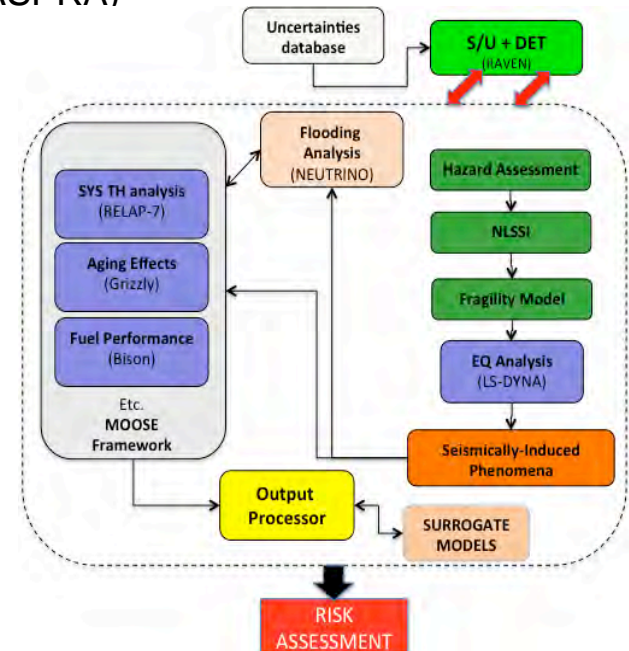 Uncertainties
database
S/U + DET
(RAVEN)
Flooding
Analysis
(NEUTRINO)
SYS TH analysis
(RELAP-7)
Aging Effects
(Grizzly)
Fuel Performance
(Bison)
Etc.
MOOSE
Framework
Hazard Assessment
NLSSI
Fragility Model
EQ Analysis
(LS-DYNA)
Seismically-Induced
Phenomena
Output
Processor
SURROGATE
MODELS
RISK
ASSESSMENT